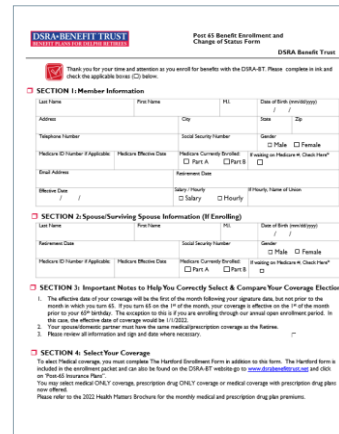 DSRA•BENEFIT TRUST
BENEFIT PLANS FOR DELPHI RETIREES
Post 65 Benefit Enrollment and
Change of Status Form
DSRA Benefit Trust
Thank you for your time and attention as you enroll for benefits with the DSRA-BT. Please complete in ink and
check the applicable boxes (☐) below.
☐ SECTION 1: Member Information
Last Name First Name M.I. Date of Birth (mm/dd/yyyy)
/ /
Address City State Zip
Telephone Number Social Security Number Gender
☐ Male ☐ Female
Medicare ID Number if Applicable: Medicare Effective Date Medicare Currently Enrolled: If waiting on Medicare #, Check Here*
☐ Part A ☐ Part B ☐
Email Address Retirement Date
Effective Date Salary / Hourly If Hourly, Name of Union
/ / ☐ Salary ☐ Hourly
☐ SECTION 2: Spouse/Surviving Spouse Information (If Enrolling)
Last Name First Name M.I. Date of Birth (mm/dd/yyyy)
/ /
Retirement Date Social Security Number Gender
☐ Male ☐ Female
Medicare ID Number if Applicable: Medicare Effective Date Medicare Currently Enrolled: If waiting on Medicare #, Check Here*
☐ Part A ☐ Part B ☐
☐ SECTION 3: Important Notes to Help You Correctly Select & Compare Your Coverage Election
1. The effective date of your coverage will be the first of the month following your signature date, but not prior to the
month in which you turn 65. If you turn 65 on the 1st of the month, your coverage is effective on the 1st of the month
prior to your 65th birthday. The exception to this is if you are enrolling through our annual open enrollment period. In
this case, the effective date of coverage would be 1/1/2022.
2. Your spouse/domestic partner must have the same medical/prescription coverage as the Retiree.
3. Please review all information and sign and date where necessary.
☐ SECTION 4: Select Your Coverage
To elect Medical coverage, you must complete The Hartford Enrollment Form in addition to this form. The Hartford form is
included in the enrollment packet and can also be found on the DSRA-BT website-go to www.dsrabenefittrust.net and click
on "Post-65 Insurance Plans".
You may select medical ONLY coverage, prescription drug ONLY coverage or medical coverage with prescription drug plans
now offered.
Please refer to the 2022 Health Matters Brochure for the monthly medical and prescription drug plan premiums.